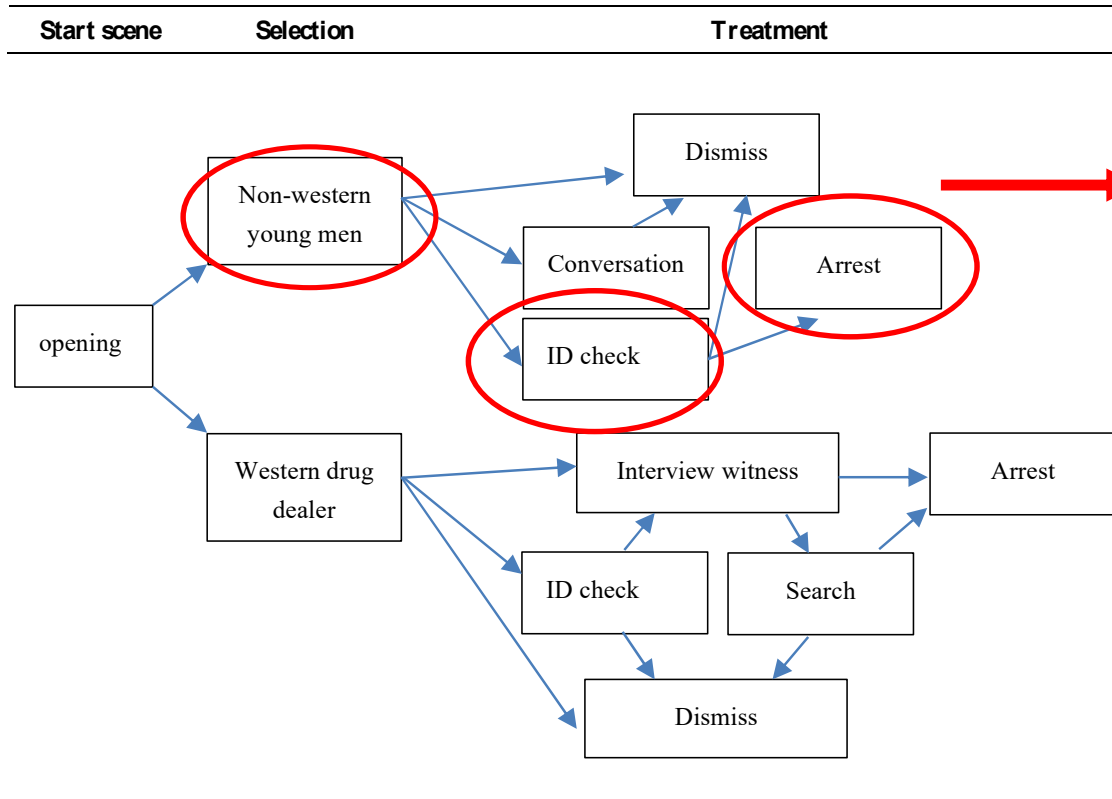 Start scene Selection Treatment
Dismiss
Non-western
young men
Conversation
Arrest
opening
ID check
Western drug
dealer
Interview witness
Arrest
ID check
Search
Dismiss